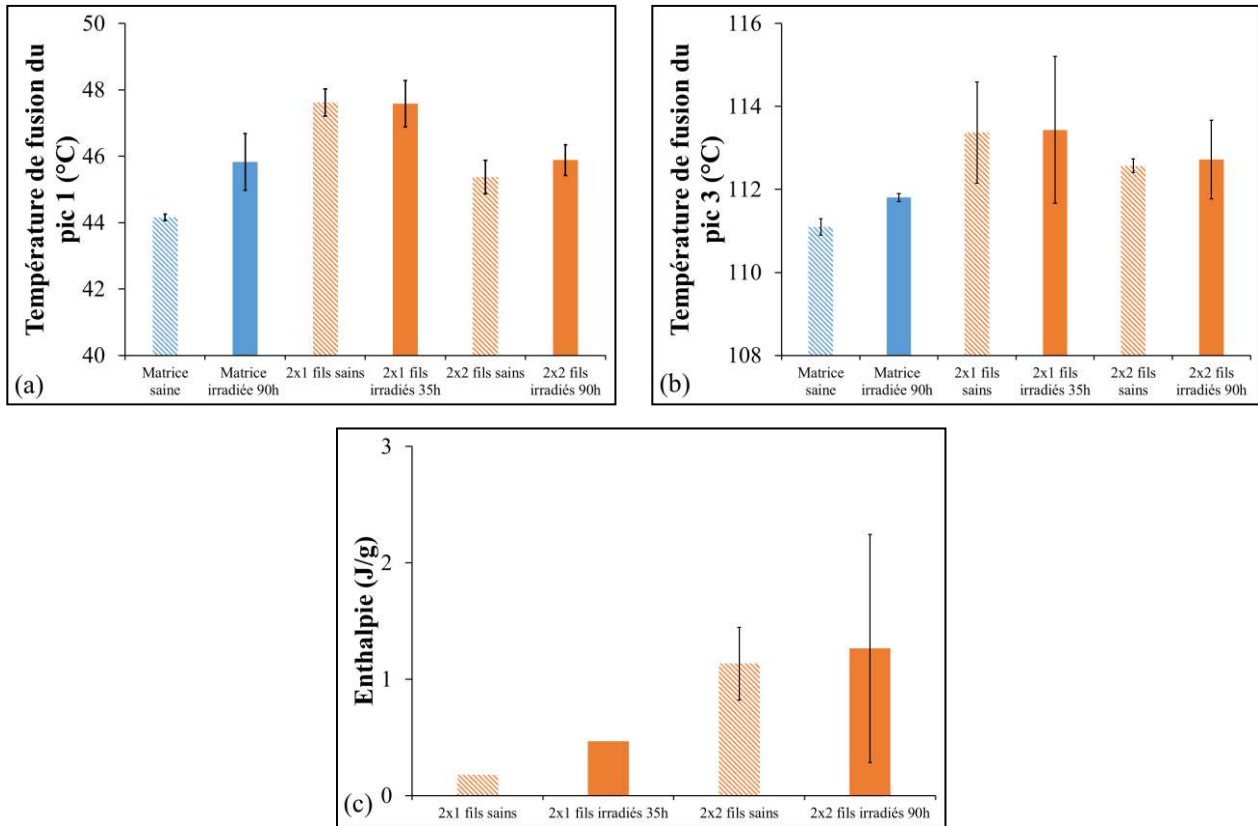 Température de fusion du
pic 1 (°C)
50
48
46
44
42
40
Matrice
saine
Matrice
irradiée 90h
2x1 fils sains
2x1 fils
irradiés 35h
2x2 fils sains
2x2 fils
irradiés 90h
(a)
Température de fusion du
pic 3 (°C)
116
114
112
110
108
Matrice
saine
Matrice
irradiée 90h
2x1 fils
sains
2x1 fils
irradiés 35h
2x2 fils
sains
2x2 fils
irradiés 90h
(b)
Enthalpie (J/g)
3
2
1
0
2x1 fils sains
2x1 fils irradiés 35h
2x2 fils sains
2x2 fils irradiés 90h
(c)